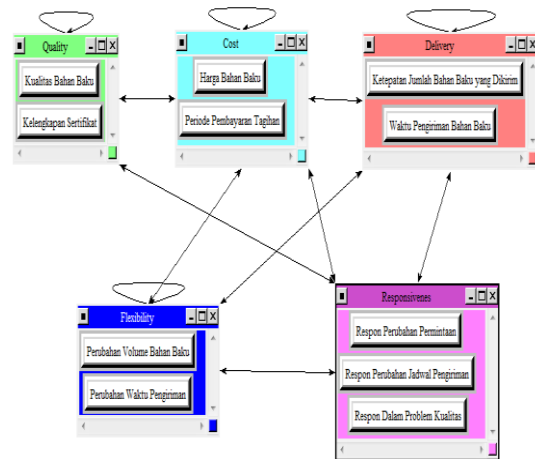 Quality
Kualitas Bahan Baku
Kelengkapan Sertifikat
Cost
Harga Bahan Baku
Periode Pembayaran Tagihan
Delivery
Ketepatan Jumlah Bahan Baku yang Dikirim
Waktu Pengiriman Bahan Baku
Flexibility
Perubahan Volume Bahan Baku
Perubahan Waktu Pengiriman
Responsivenes
Respon Perubahan Permintaan
Respon Perubahan Jadwal Pengiriman
Respon Dalam Problem Kualitas